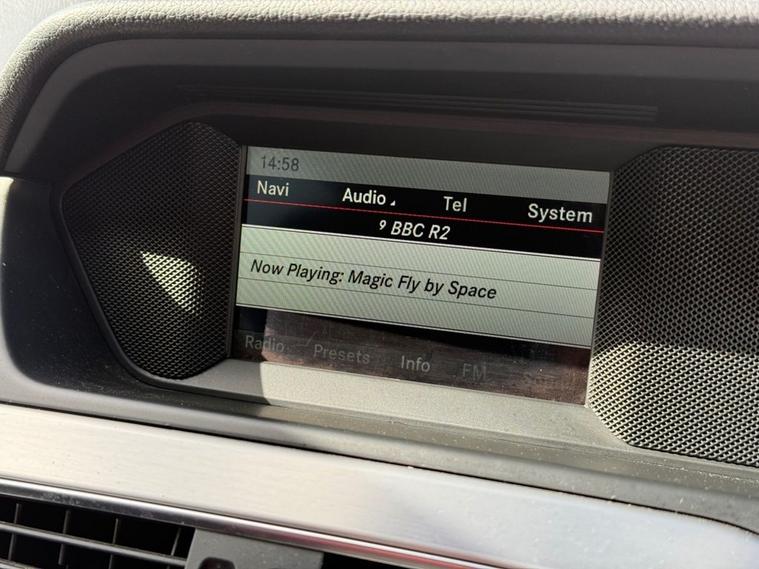 14:58
Navi Audio Tel System
9 BBC R2
Now Playing: Magic Fly by Space
Radio Presets Info FM